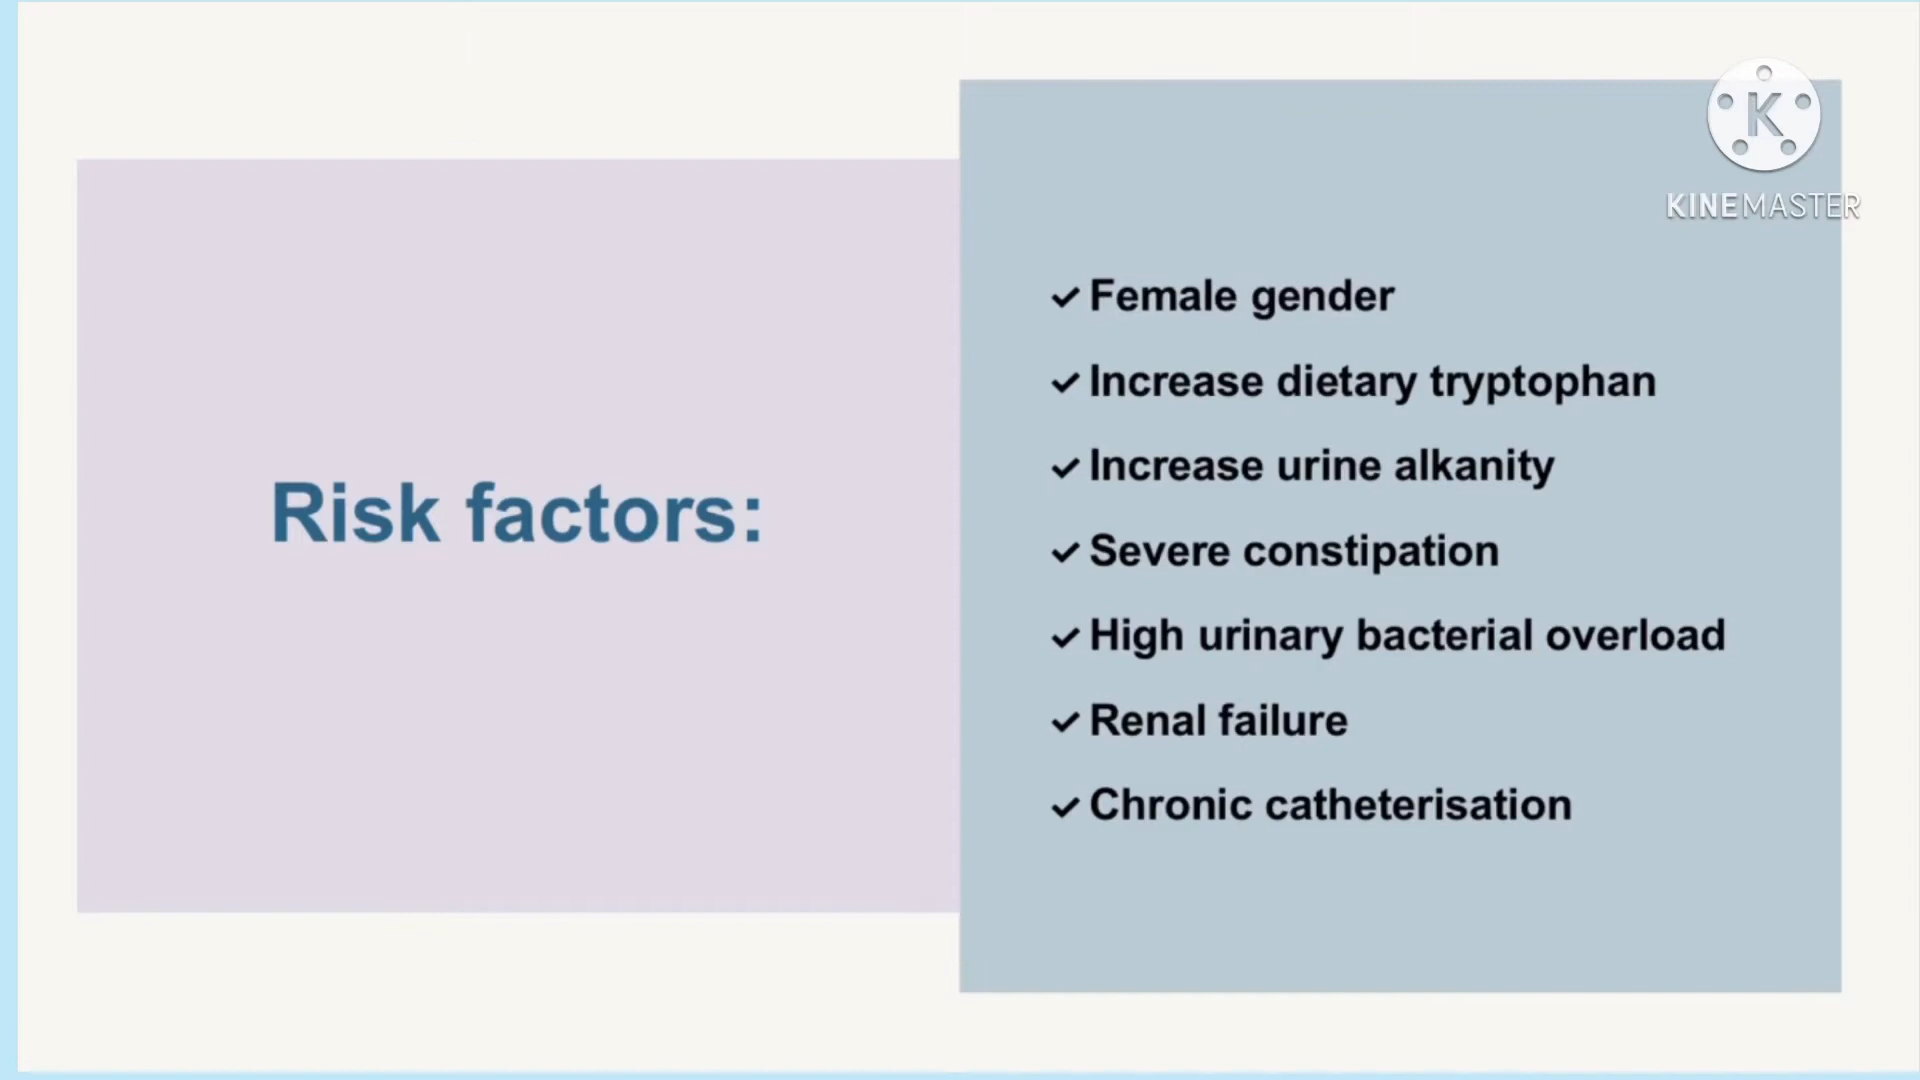 Risk factors:
✓ Female gender
✓ Increase dietary tryptophan
✓ Increase urine alkanity
✓ Severe constipation
✓ High urinary bacterial overload
✓ Renal failure
✓ Chronic catheterisation
K
KINEMASTER